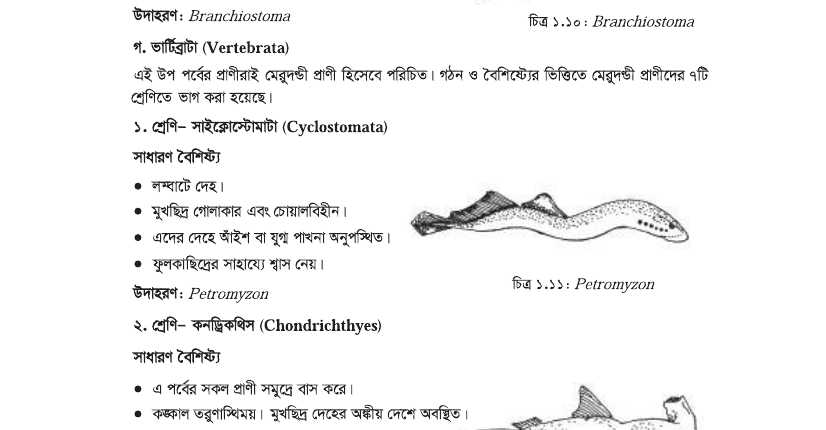 উদাহরণ: Branchiostoma
চিত্র ১.১০ : Branchiostoma
গ. ভার্টিব্রাটা (Vertebrata)
এই উপ পর্বের প্রাণীরাই মেরুদন্ডী প্রাণী হিসেবে পরিচিত। গঠন ও বৈশিষ্ট্যের ভিত্তিতে মেরুদন্ডী প্রাণীদের ৭টি
শ্রেণিতে ভাগ করা হয়েছে।
১. শ্রেণি– সাইক্লোস্টোমাটা (Cyclostomata)
সাধারণ বৈশিষ্ট্য
● লম্বাটে দেহ।
● মুখছিদ্র গোলাকার এবং চোয়ালবিহীন।
● এদের দেহে আঁইশ বা যুগ্ম পাখনা অনুপস্থিত।
● ফুলকাছিদ্রের সাহায্যে শ্বাস নেয়।
উদাহরণ: Petromyzon
চিত্র ১.১১ : Petromyzon
২. শ্রেণি– কনড্রিকথিস (Chondrichthyes)
সাধারণ বৈশিষ্ট্য
● এ পর্বের সকল প্রাণী সমুদ্রে বাস করে।
● কঙ্কাল তরুণাস্থিময়। মুখছিদ্র দেহের অঙ্কীয় দেশে অবস্থিত।